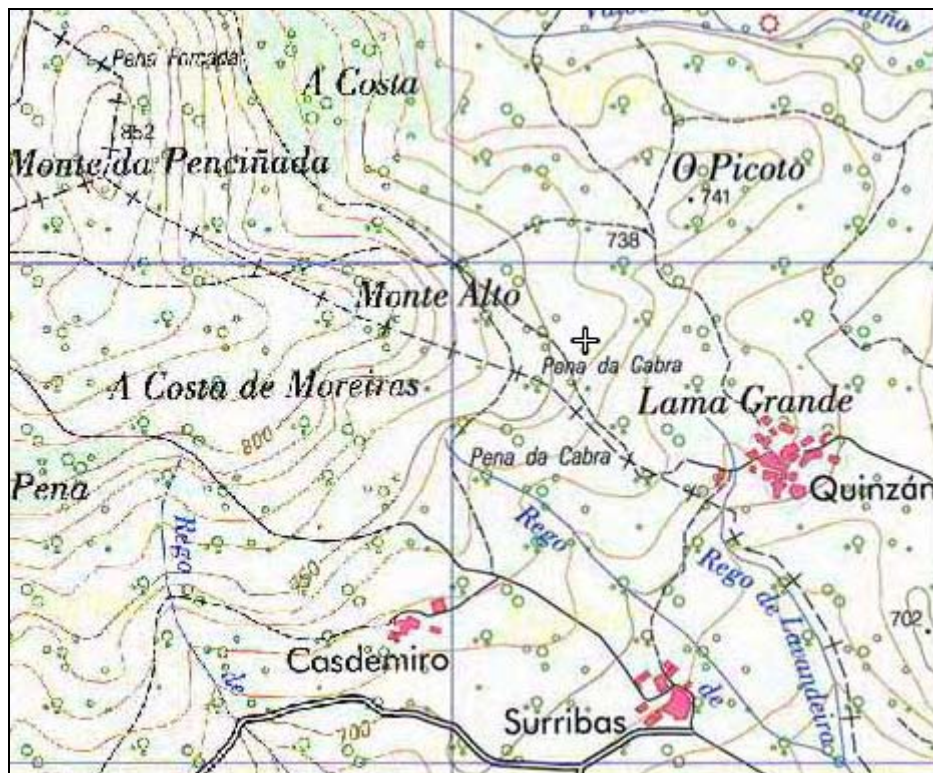 Pena Forcada
A Costa
852
Monte da Penciñada
O Picoto
741
738
Monte Alto
Pena da Cabra
A Costa de Moreiras
Lama Grande
800
Pena da Cabra
Pena
Quinzán
Rego
Rego
Rego de Lavandeira
750
702
Casdemiro
de
de
Surribas
700